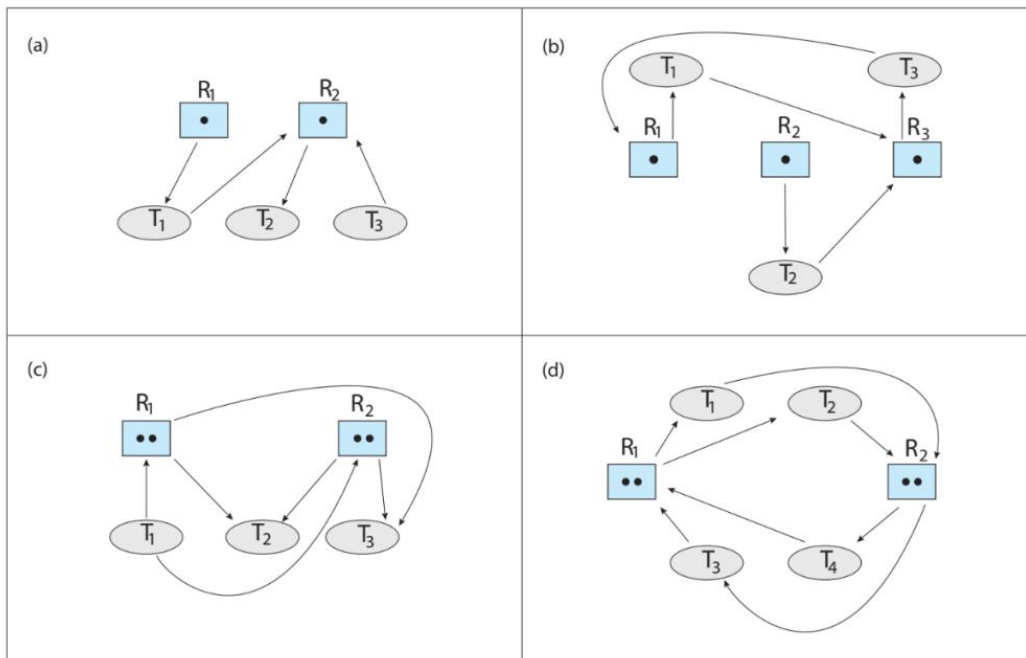 (a)
R₁ R₂
T₁ T₂ T₃
(b)
T₁ T₃
R₁ R₂ R₃
T₂
(c)
R₁ R₂
T₁ T₂ T₃
(d)
T₁ T₂
R₁ R₂
T₃ T₄